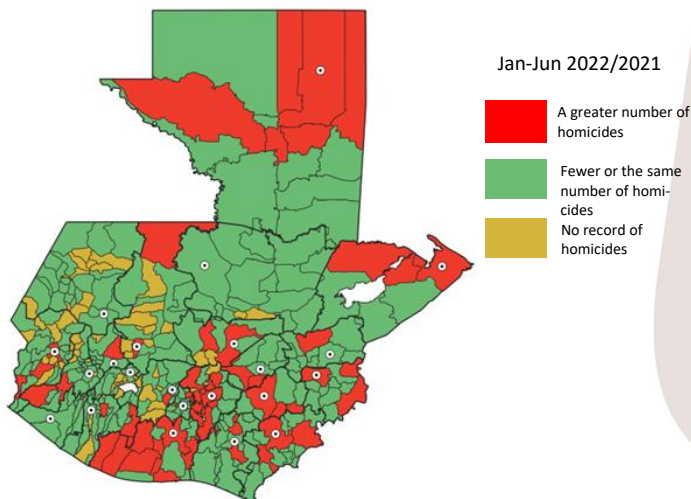 Jan-Jun 2022/2021
A greater number of
homicides
Fewer or the same
number of homi-
cides
No record of
homicides